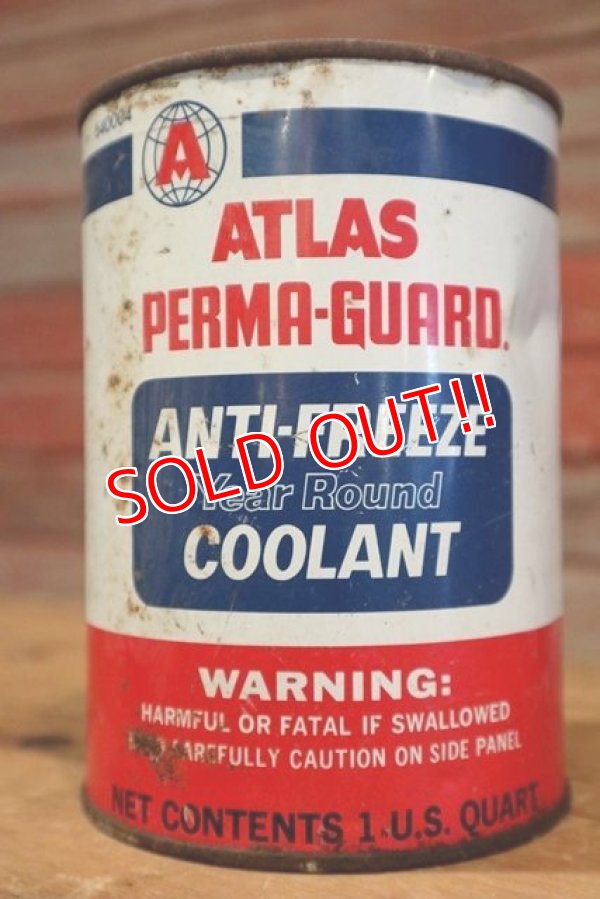 A
ATLAS
PERMA-GUARD.
ANTI-FREEZE
Year Round
COOLANT
SOLD OUT!!
WARNING:
HARMFUL OR FATAL IF SWALLOWED
CAREFULLY CAUTION ON SIDE PANEL
NET CONTENTS 1 U.S. QUART